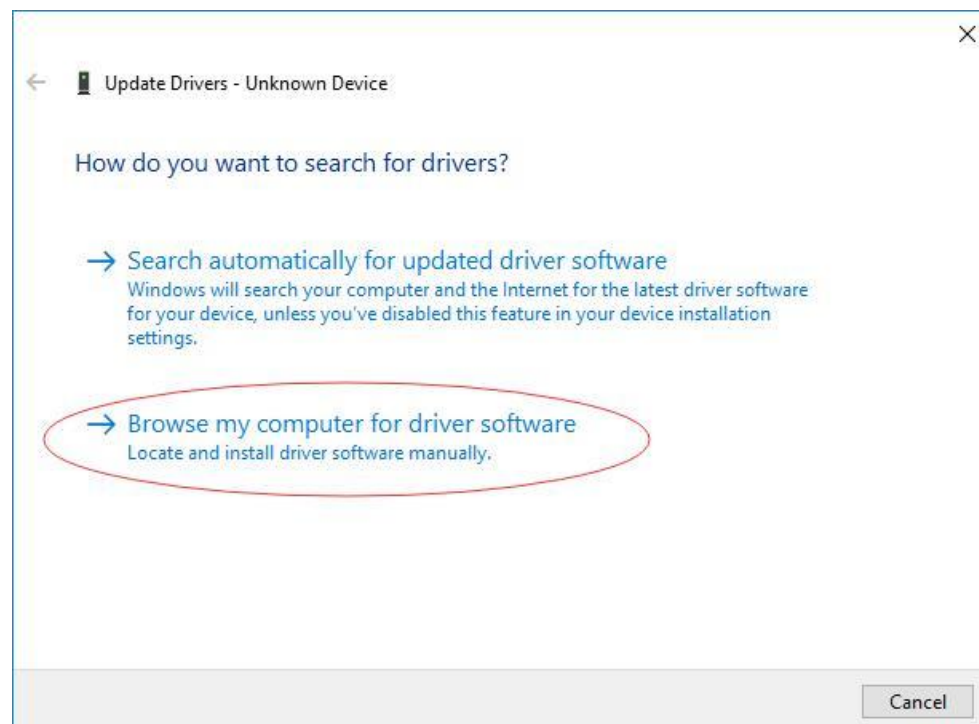 Update Drivers - Unknown Device
How do you want to search for drivers?
Search automatically for updated driver software
Windows will search your computer and the Internet for the latest driver software
for your device, unless you've disabled this feature in your device installation
settings.
Browse my computer for driver software
Locate and install driver software manually.
Cancel